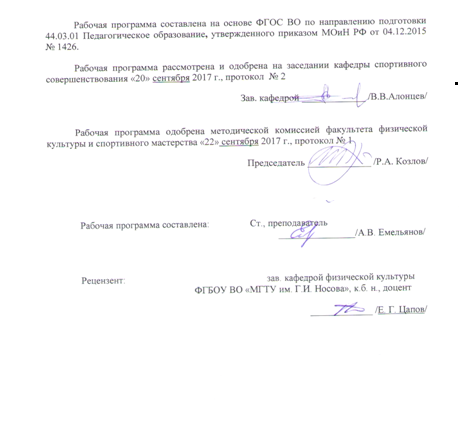 Рабочая программа составлена на основе ФГОС ВО по направлению подготовки
44.03.01 Педагогическое образование, утвержденного приказом МОиН РФ от 04.12.2015
№ 1426.
Рабочая программа рассмотрена и одобрена на заседании кафедры спортивного
совершенствования «20» сентября 2017 г., протокол № 2
Зав. кафедрой /В.В.Алонцев/
Рабочая программа одобрена методической комиссией факультета физической
культуры и спортивного мастерства «22» сентября 2017 г., протокол № 1
Председатель /Р.А. Козлов/
Рабочая программа составлена: Ст., преподаватель
/А.В. Емельянов/
Рецензент: зав. кафедрой физической культуры
ФГБОУ ВО «МГТУ им. Г.И. Носова», к.б. н., доцент
/Е. Г. Цапов/